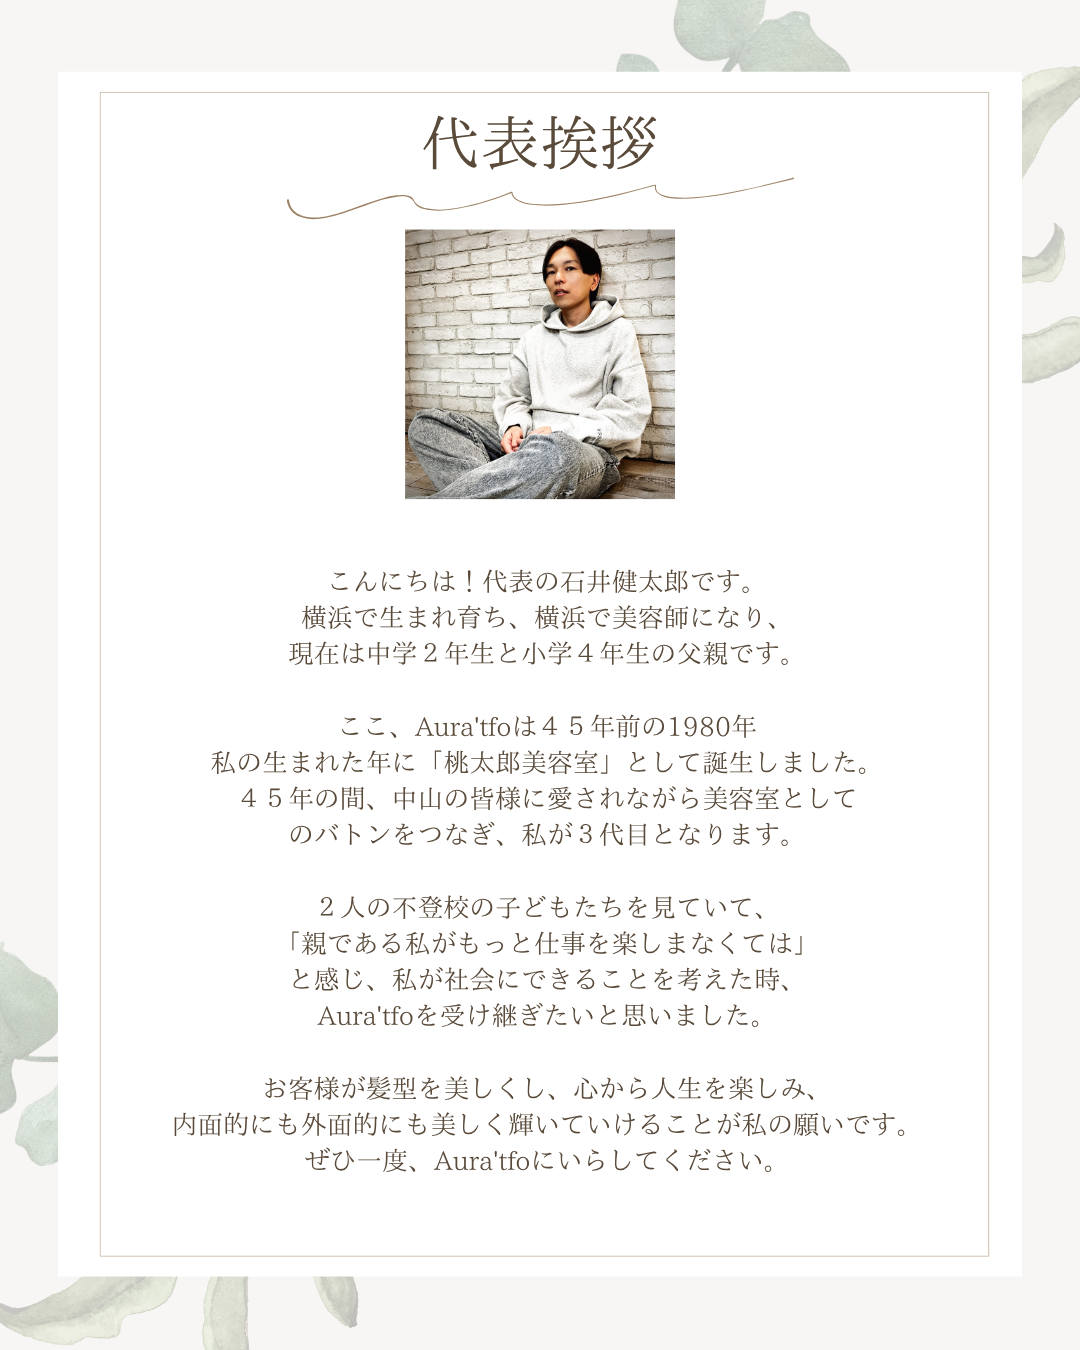 代表挨拶
こんにちは！代表の石井健太郎です。
横浜で生まれ育ち、横浜で美容師になり、
現在は中学２年生と小学４年生の父親です。
ここ、Aura'tfoは４５年前の1980年
私の生まれた年に「桃太郎美容室」として誕生しました。
４５年の間、中山の皆様に愛されながら美容室として
のバトンをつなぎ、私が３代目となります。
２人の不登校の子どもたちを見ていて、
「親である私がもっと仕事を楽しまなくては」
と感じ、私が社会にできることを考えた時、
Aura'tfoを受け継ぎたいと思いました。
お客様が髪型を美しくし、心から人生を楽しみ、
内面的にも外面的にも美しく輝いていけることが私の願いです。
ぜひ一度、Aura'tfoにいらしてください。